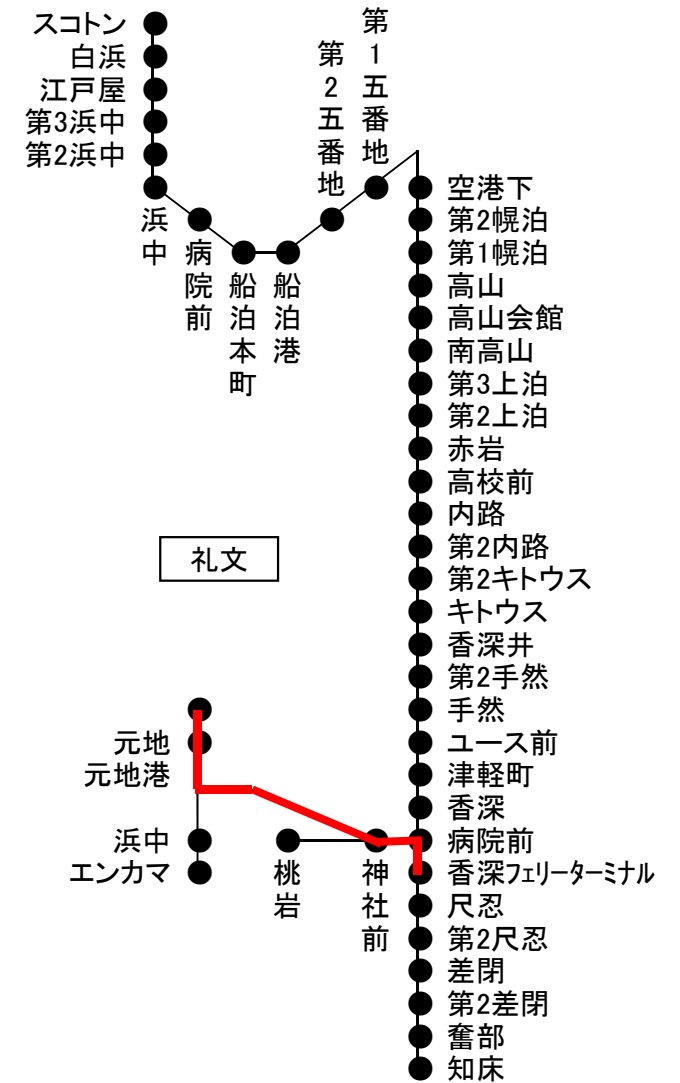 スコトン
白浜
江戸屋
第3浜中
第2浜中
浜中
病院前
船泊本町
船泊港
第2五番地
第1五番地
空港下
第2幌泊
第1幌泊
高山
高山会館
南高山
第3上泊
第2上泊
赤岩
高校前
内路
第2内路
第2キトウス
キトウス
香深井
第2手然
手然
ユース前
津軽町
香深
病院前
香深フェリーターミナル
尺忍
第2尺忍
差閉
第2差閉
奮部
知床
礼文
元地
元地港
浜中
エンカマ
桃岩
神社前